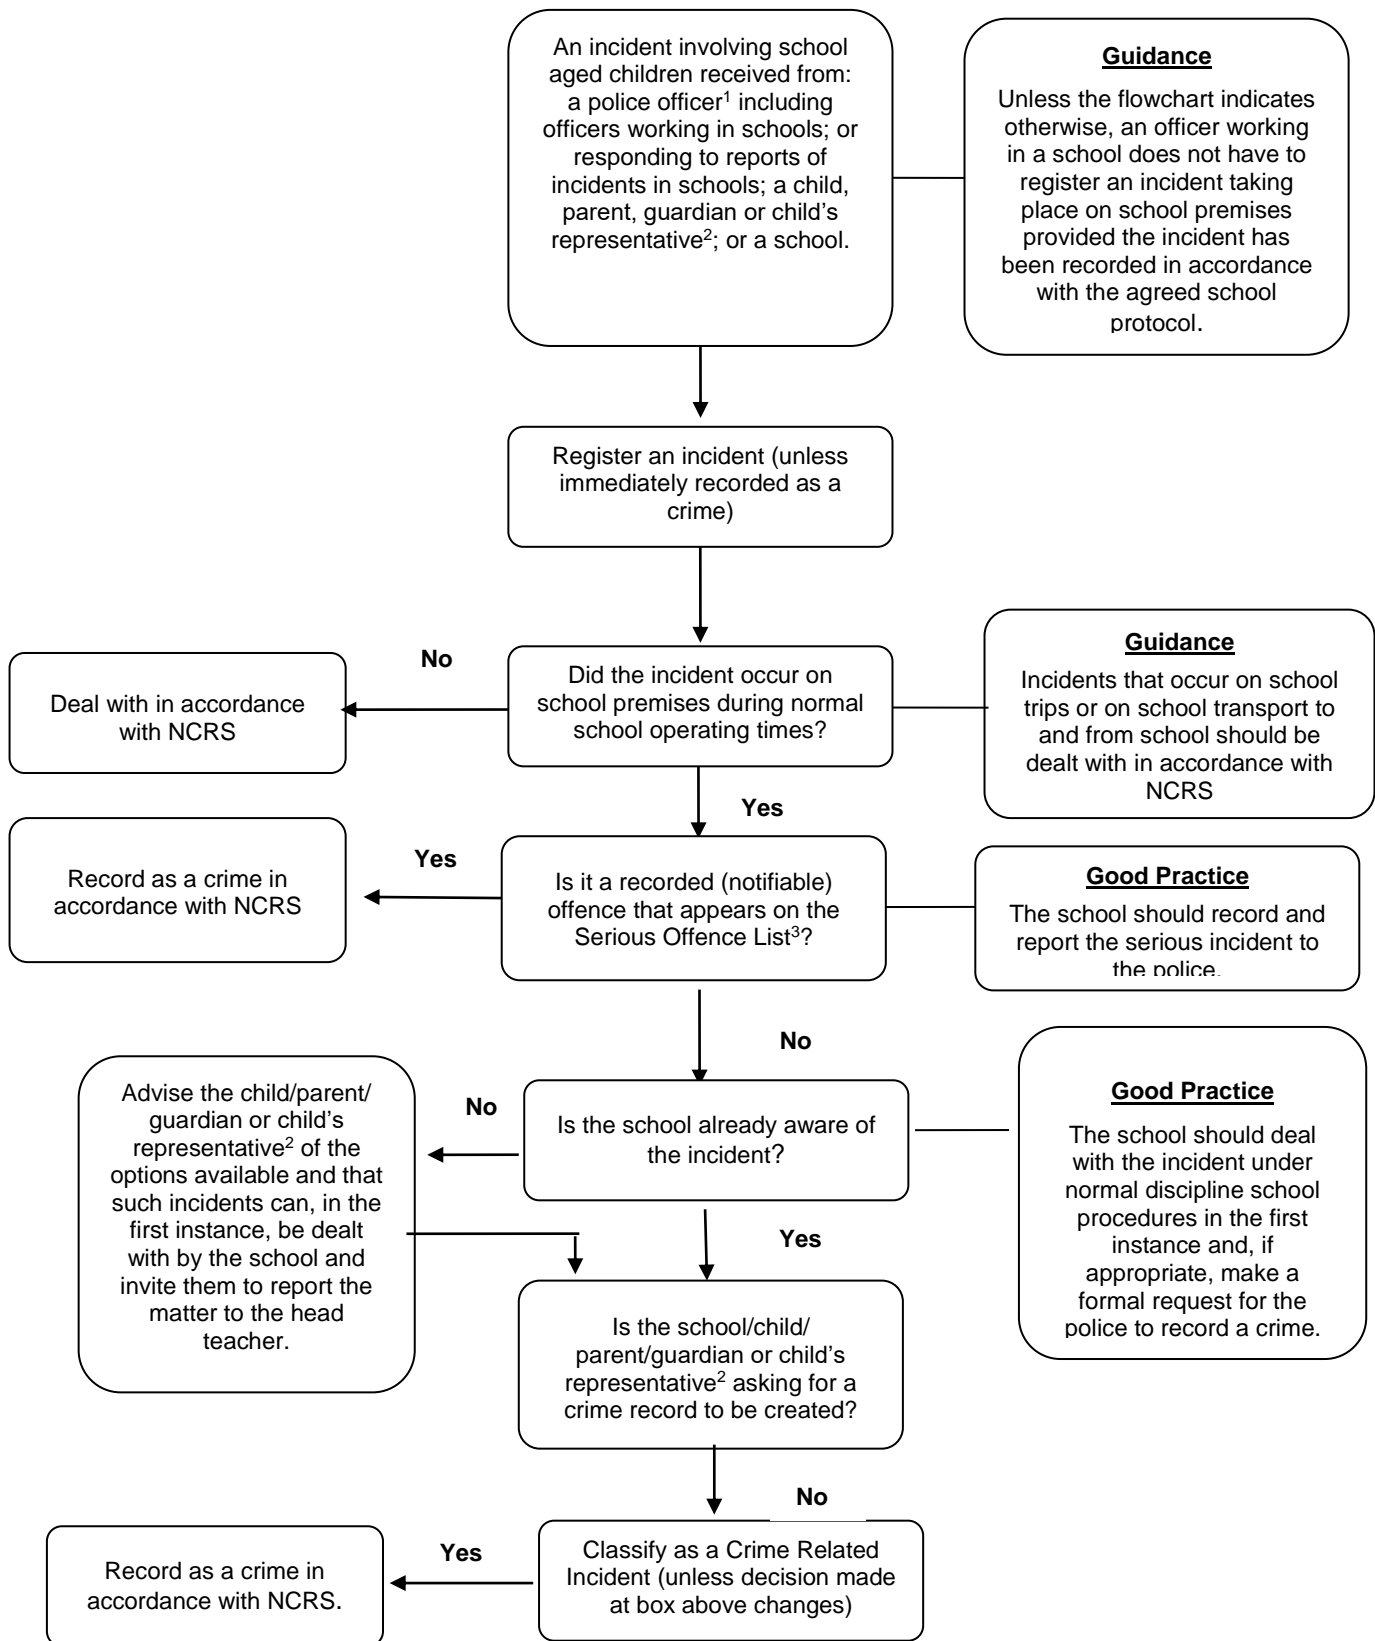 An incident involving school
aged children received from:
a police officer¹ including
officers working in schools; or
responding to reports of
incidents in schools; a child,
parent, guardian or child's
representative²; or a school.
Guidance
Unless the flowchart indicates
otherwise, an officer working
in a school does not have to
register an incident taking
place on school premises
provided the incident has
been recorded in accordance
with the agreed school
protocol.
Register an incident (unless
immediately recorded as a
crime)
No
Deal with in accordance
with NCRS
Did the incident occur on
school premises during normal
school operating times?
Guidance
Incidents that occur on school
trips or on school transport to
and from school should be
dealt with in accordance with
NCRS
Yes
Yes
Record as a crime in
accordance with NCRS
Is it a recorded (notifiable)
offence that appears on the
Serious Offence List³?
Good Practice
The school should record and
report the serious incident to
the police.
No
Advise the child/parent/
guardian or child's
representative² of the
options available and that
such incidents can, in the
first instance, be dealt
with by the school and
invite them to report the
matter to the head
teacher.
No
Is the school already aware of
the incident?
Good Practice
The school should deal
with the incident under
normal discipline school
procedures in the first
instance and, if
appropriate, make a
formal request for the
police to record a crime.
Yes
Is the school/child/
parent/guardian or child's
representative² asking for a
crime record to be created?
No
Yes
Record as a crime in
accordance with NCRS.
Classify as a Crime Related
Incident (unless decision made
at box above changes)